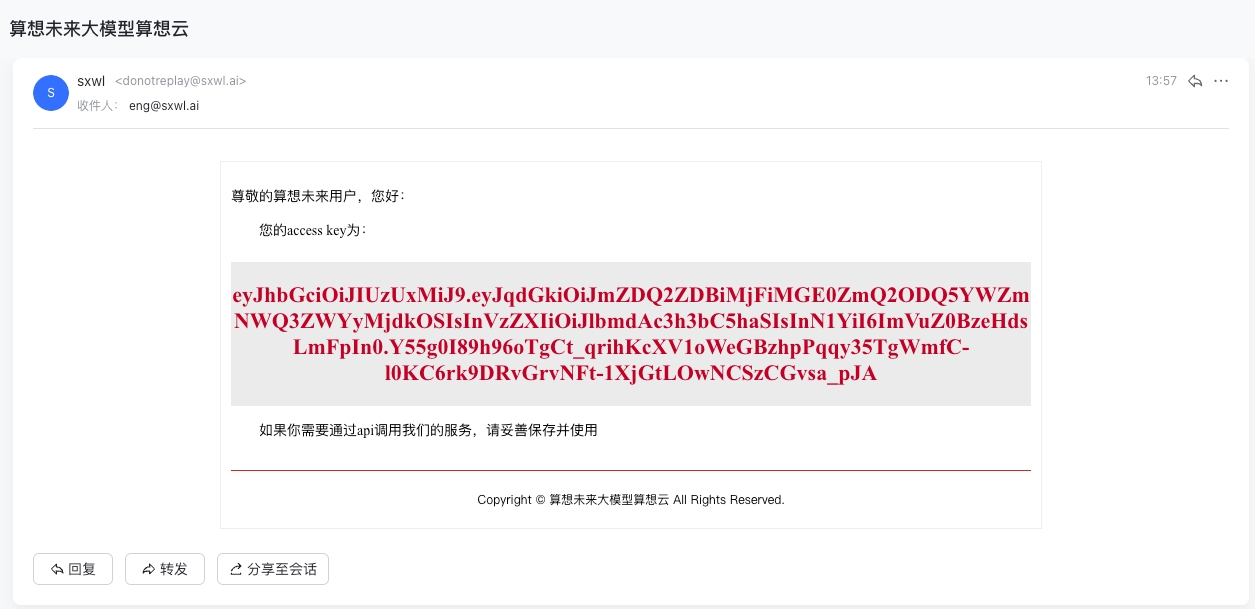 算想未来大模型算想云
S
sxwl <donotreplay@sxwl.ai>
13:57
收件人： eng@sxwl.ai
尊敬的算想未来用户，您好：
您的access key为：
eyJhbGciOiJIUzUxMiJ9.eyJqdGkiOiJmZDQ2ZDBiMjFiMGE0ZmQ2ODQ5YWZm
NWQ3ZWYyMjdkOSIsInVzZXIiOiJlbmdAc3h3bC5haSIsInN1YiI6ImVuZ0BzeHds
LmFpIn0.Y55g0I89h96oTgCt_qrihKcXV1oWeGBzhpPqqy35TgWmfC-
l0KC6rk9DRvGrvNFt-1XjGtLOwNCSzCGvsa_pJA
如果你需要通过api调用我们的服务，请妥善保存并使用
Copyright © 算想未来大模型算想云 All Rights Reserved.
回复
转发
分享至会话